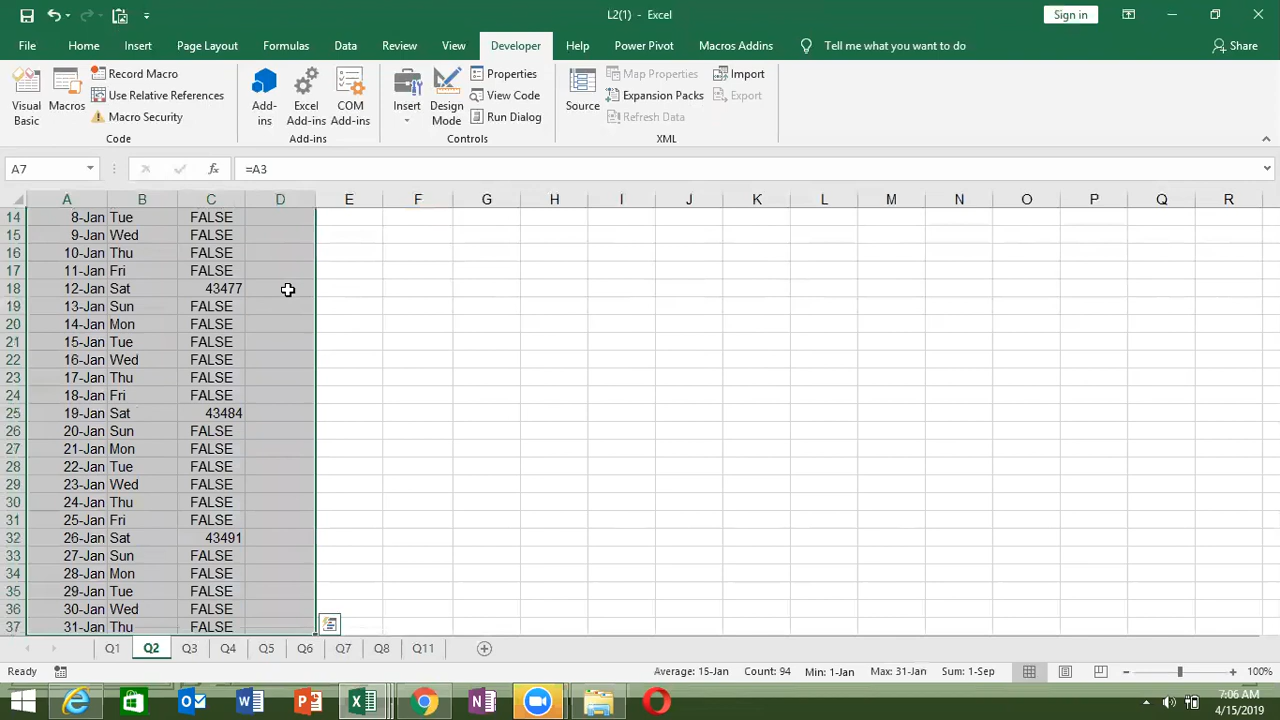 L2(1) - Excel
Sign in
File Home Insert Page Layout Formulas Data Review View Developer Help Power Pivot Macros Addins Tell me what you want to do Share
Visual Basic
Macros
Record Macro
Use Relative References
Macro Security
Code
Add-ins
Excel Add-ins
COM Add-ins
Add-ins
Insert
Design Mode
Properties
View Code
Run Dialog
Controls
Source
Map Properties
Expansion Packs
Refresh Data
Import
Export
XML
A7 fx =A3
A B C D E F G H I J K L M N O P Q R
14 8-Jan Tue FALSE
15 9-Jan Wed FALSE
16 10-Jan Thu FALSE
17 11-Jan Fri FALSE
18 12-Jan Sat 43477
19 13-Jan Sun FALSE
20 14-Jan Mon FALSE
21 15-Jan Tue FALSE
22 16-Jan Wed FALSE
23 17-Jan Thu FALSE
24 18-Jan Fri FALSE
25 19-Jan Sat 43484
26 20-Jan Sun FALSE
27 21-Jan Mon FALSE
28 22-Jan Tue FALSE
29 23-Jan Wed FALSE
30 24-Jan Thu FALSE
31 25-Jan Fri FALSE
32 26-Jan Sat 43491
33 27-Jan Sun FALSE
34 28-Jan Mon FALSE
35 29-Jan Tue FALSE
36 30-Jan Wed FALSE
37 31-Jan Thu FALSE
Q1 Q2 Q3 Q4 Q5 Q6 Q7 Q8 Q11
Ready Average: 15-Jan Count: 94 Min: 1-Jan Max: 31-Jan Sum: 1-Sep 100%
7:06 AM
4/15/2019